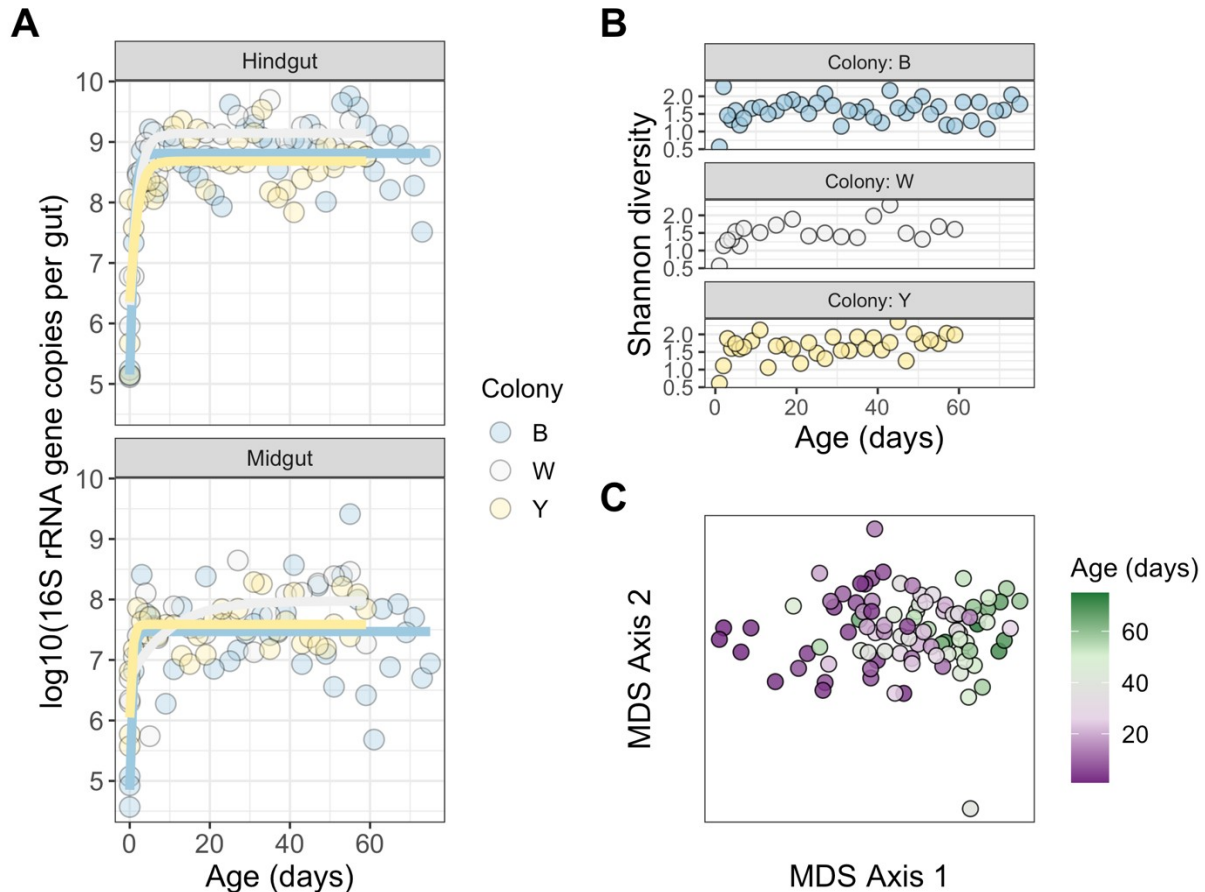 A
Hindgut
10
9
8
7
6
5
Midgut
10
9
8
7
6
5
0 20 40 60
Age (days)
log10(16S rRNA gene copies per gut)
Colony
B
W
Y
B
Colony: B
2.0
1.5
1.0
0.5
Colony: W
2.0
1.5
1.0
0.5
Colony: Y
2.0
1.5
1.0
0.5
0 20 40 60
Age (days)
Shannon diversity
C
MDS Axis 2
MDS Axis 1
Age (days)
60
40
20